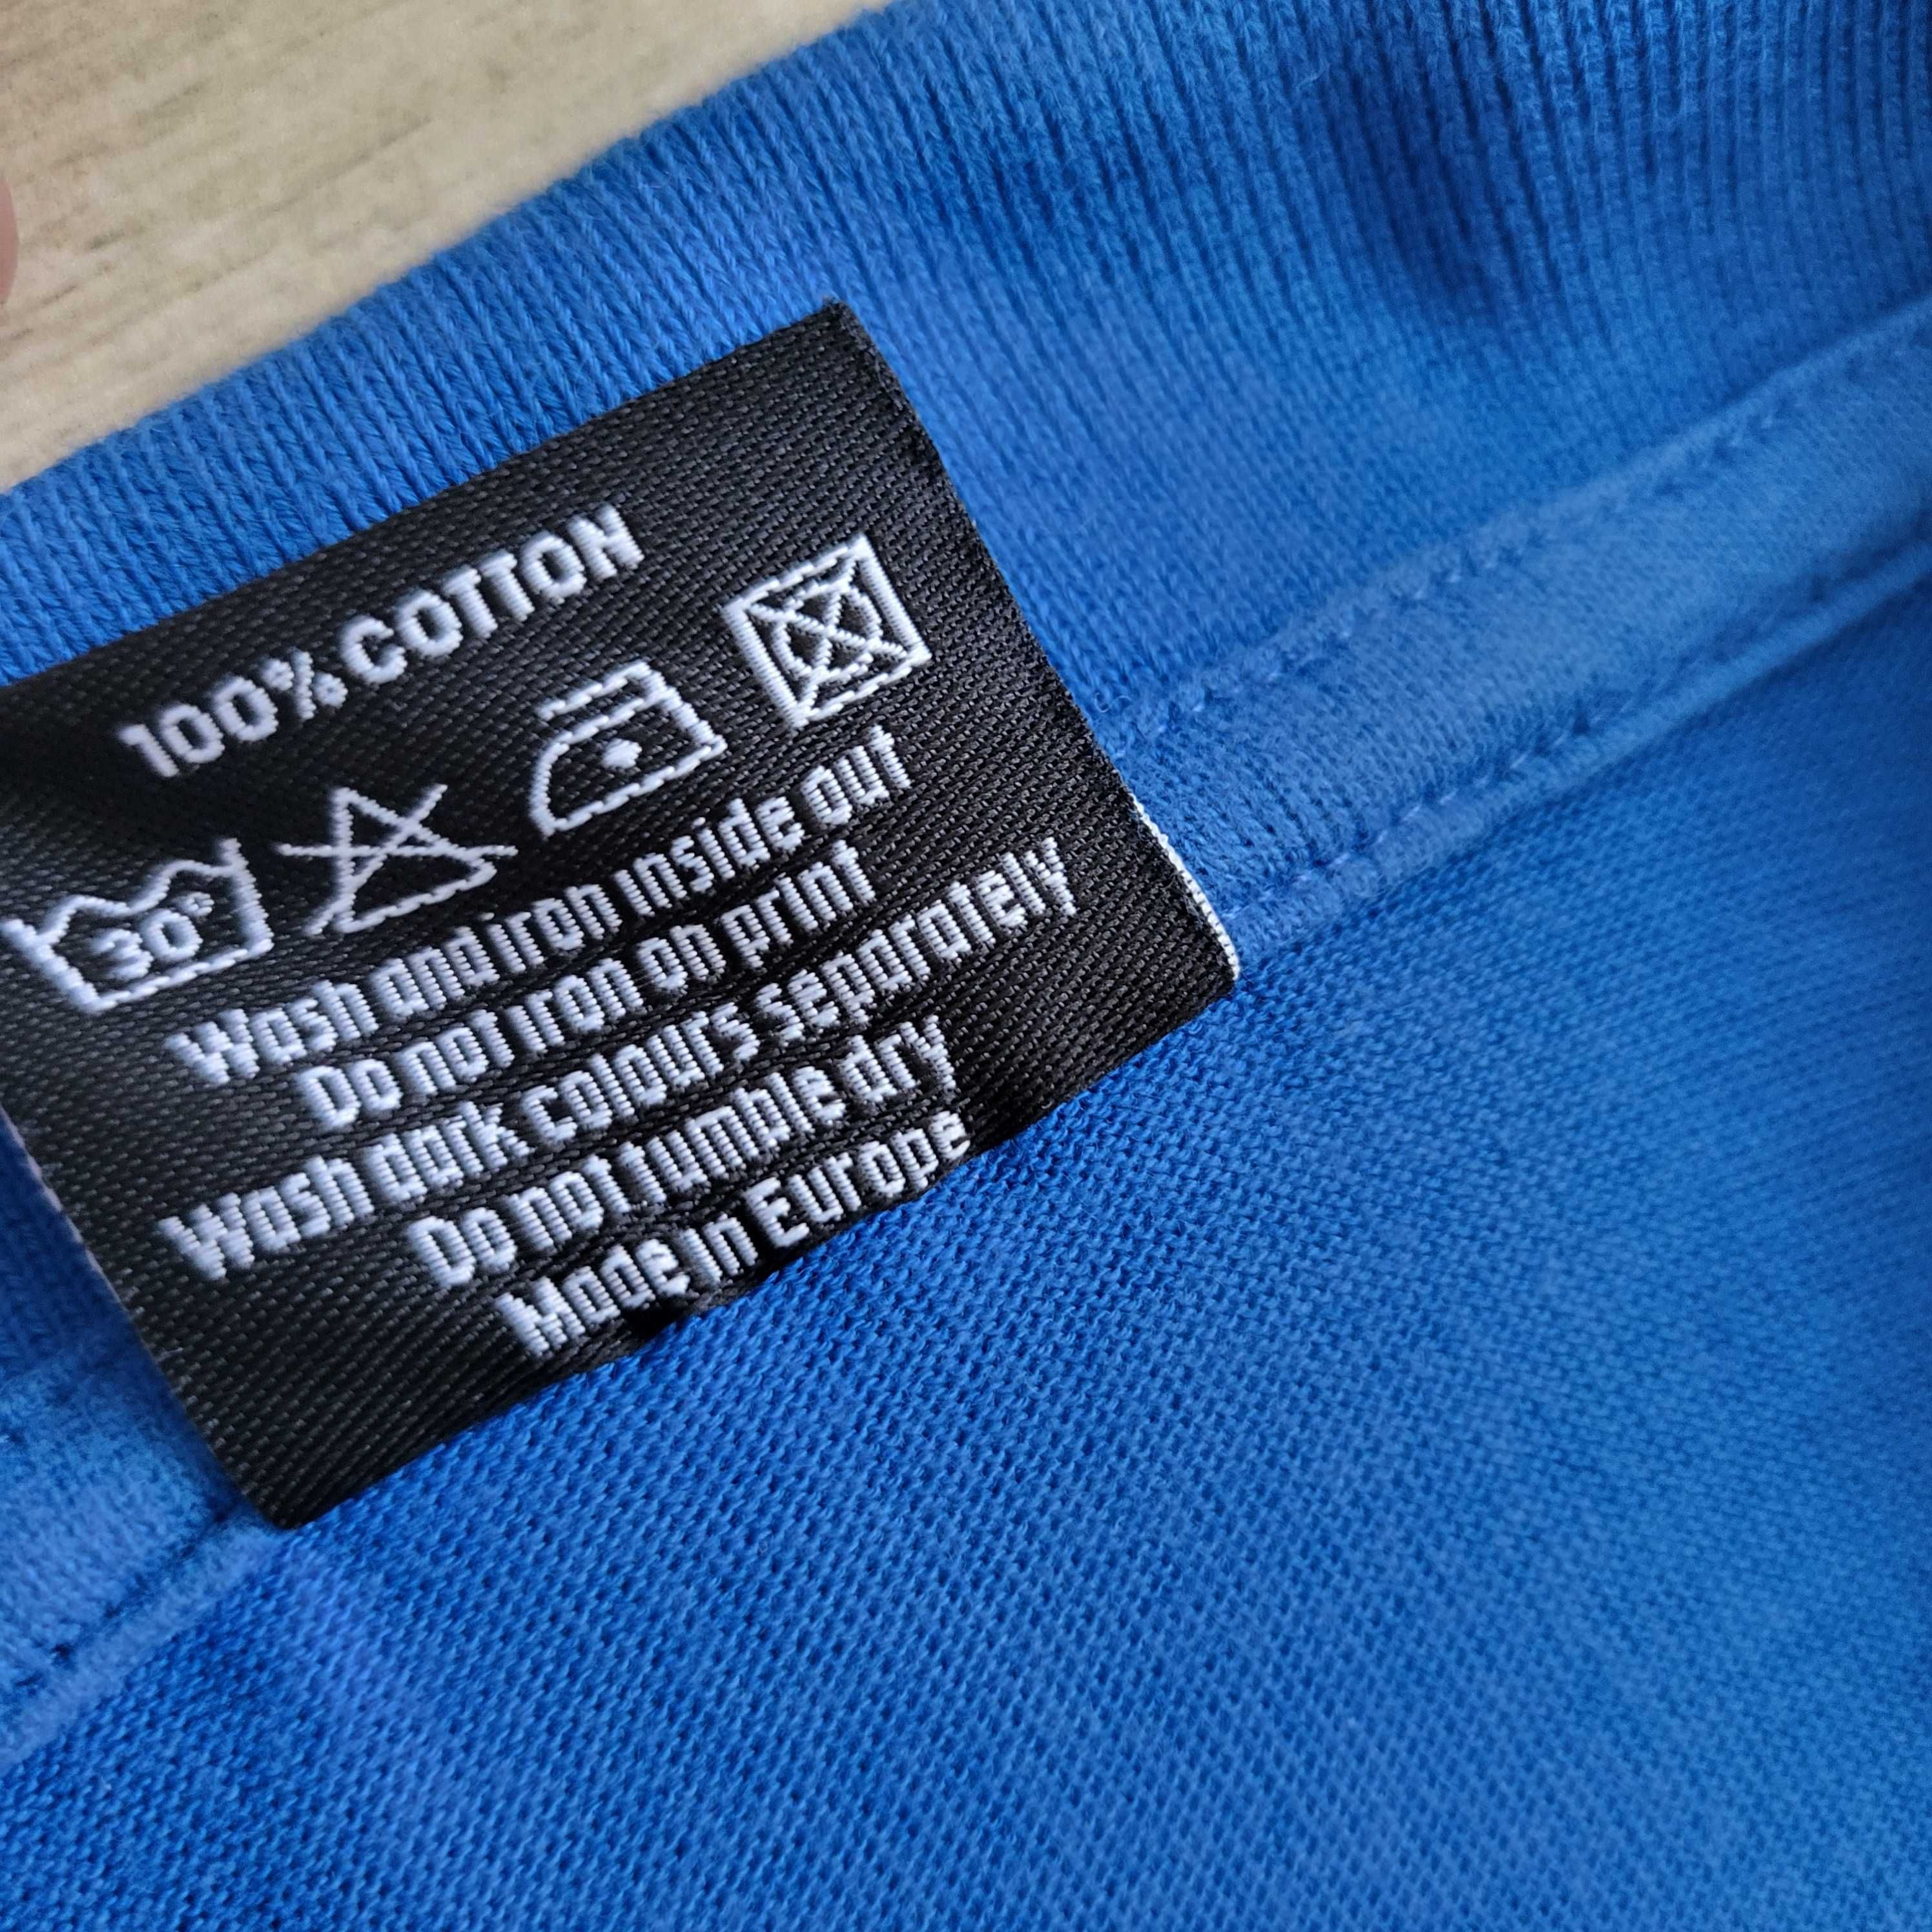 100% COTTON
30°
Wash and iron inside out
Do not iron on print
Wash dark colours separately
Do not tumble dry
Made in Europe